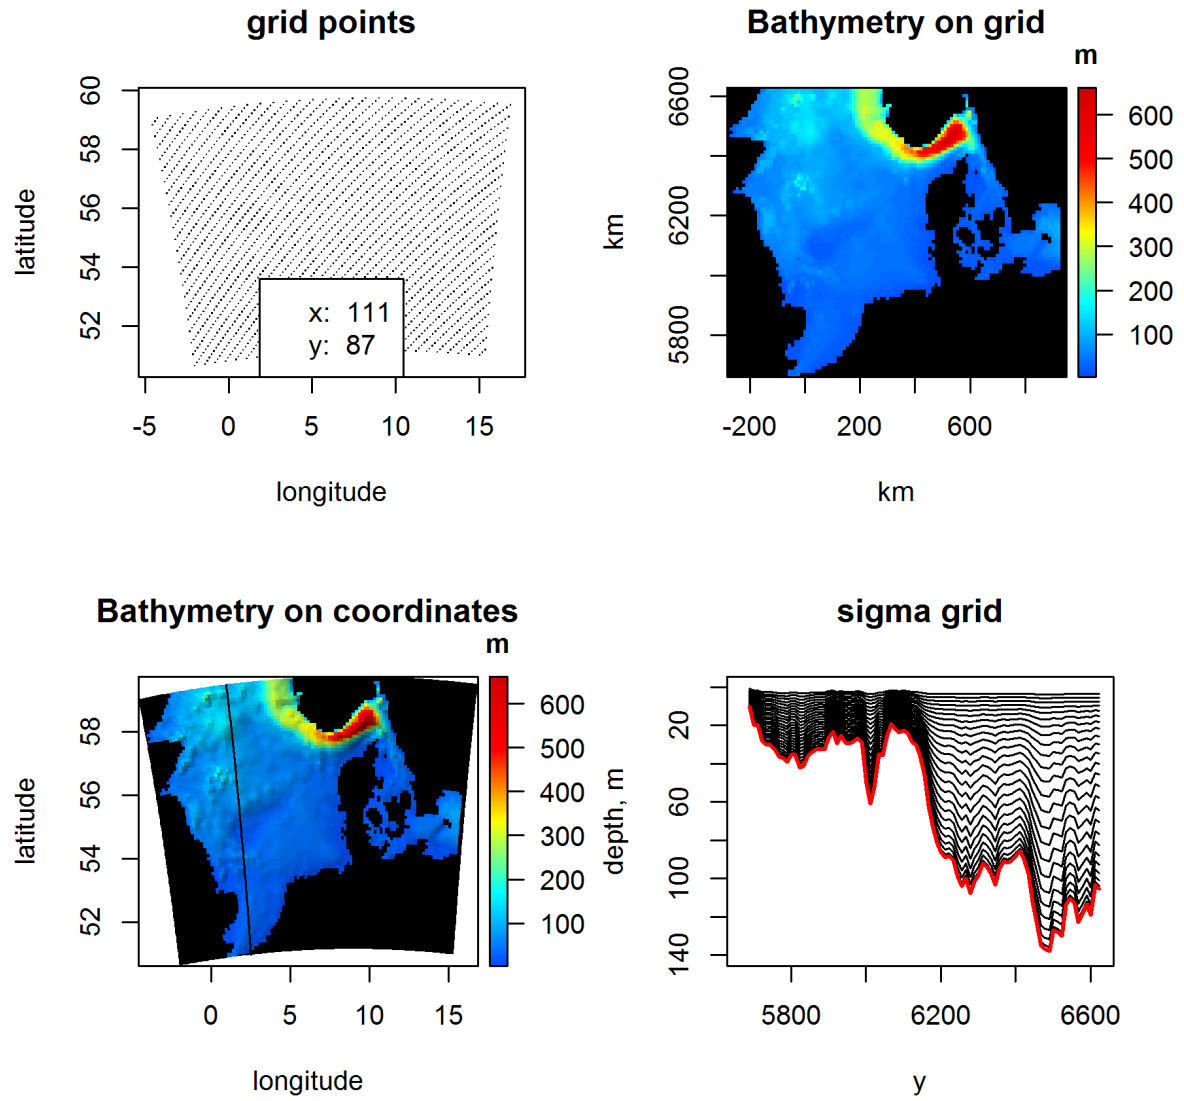 grid points
60
58
56
54
52
latitude
x: 111
y: 87
-5 0 5 10 15
longitude
Bathymetry on grid
m
6600
6200
5800
km
600
500
400
300
200
100
-200 200 600
km
Bathymetry on coordinates
m
58
56
54
52
latitude
600
500
400
300
200
100
0 5 10 15
longitude
sigma grid
20
60
100
140
depth, m
5800 6200 6600
y